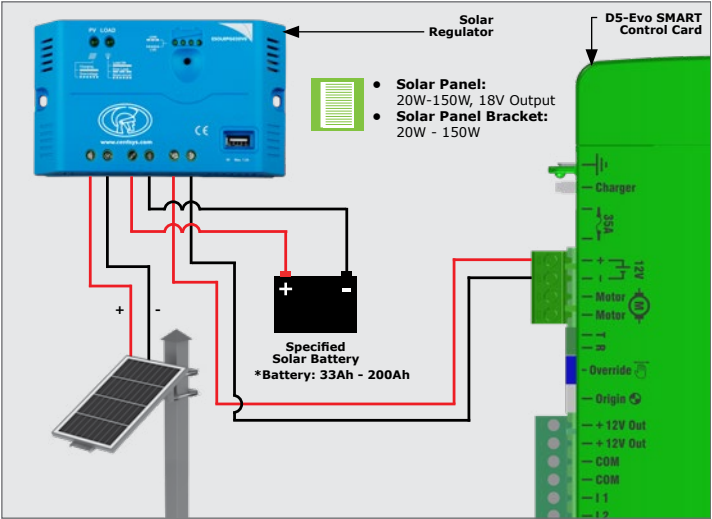 Solar
Regulator
D5-Evo SMART
Control Card
PV LOAD
www.centsys.com
CE
• Solar Panel:
20W-150W, 18V Output
• Solar Panel Bracket:
20W - 150W
Charger
35A
+
-
12V
Motor
M
Motor
T
R
Override
Origin
+ 12V Out
+ 12V Out
COM
COM
I 1
I 2
+ -
+ -
Specified
Solar Battery
*Battery: 33Ah - 200Ah